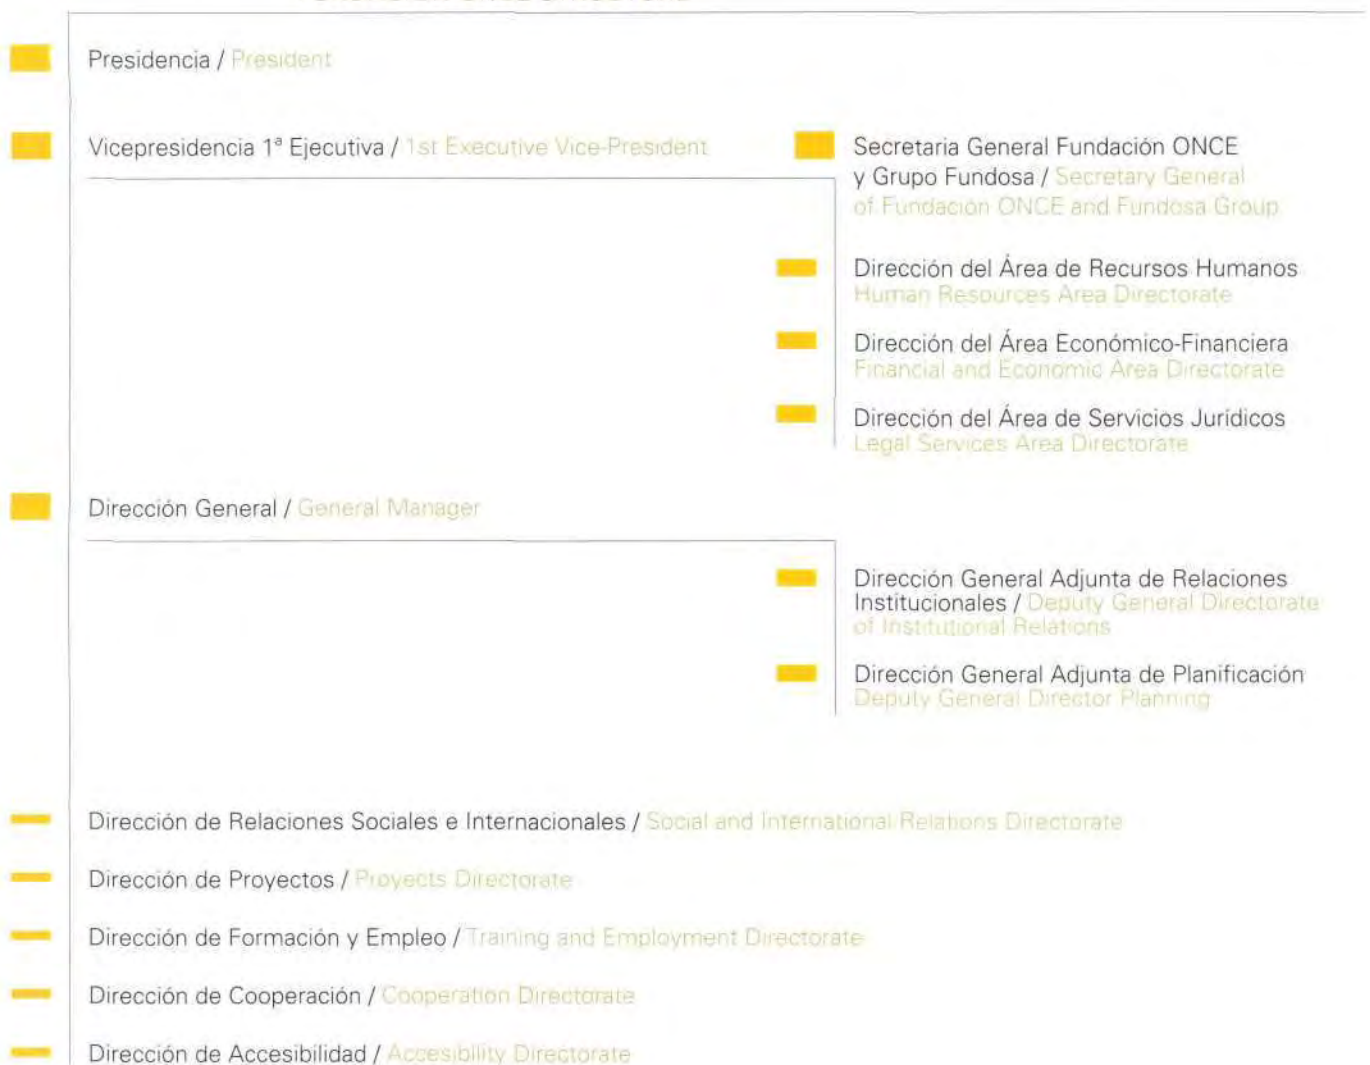 Presidencia / President
Vicepresidencia 1ª Ejecutiva / 1st Executive Vice-President
Secretaria General Fundación ONCE
y Grupo Fundosa / Secretary General
of Fundación ONCE and Fundosa Group
Dirección del Área de Recursos Humanos
Human Resources Area Directorate
Dirección del Área Económico-Financiera
Financial and Economic Area Directorate
Dirección del Área de Servicios Jurídicos
Legal Services Area Directorate
Dirección General / General Manager
Dirección General Adjunta de Relaciones
Institucionales / Deputy General Directorate
of Institutional Relations
Dirección General Adjunta de Planificación
Deputy General Director Planning
Dirección de Relaciones Sociales e Internacionales / Social and International Relations Directorate
Dirección de Proyectos / Proyects Directorate
Dirección de Formación y Empleo / Training and Employment Directorate
Dirección de Cooperación / Cooperation Directorate
Dirección de Accesibilidad / Accesibility Directorate